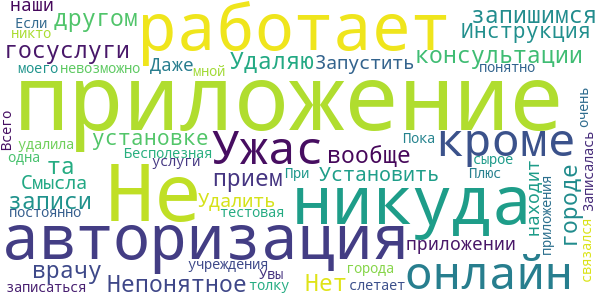 наши
другом
работает
запишимся
Если
Инструкция
никто
госуслуги
Даже
Удаляю
Запустить
консультации
моего
невозможно
мной
понятно
приложение
очень
Всего
установке
Ужас
кроме
Пока
удалила
Бесполезная
вообще
одна
та
услуги
сырое
записалась
Не
Смысла
прием
При
Установить
Плюс
находит
городе
записи
Удалить
никуда
постоянно
тестовая
авторизация
приложении
приложения
связался
врачу
учреждения
онлайн
Непонятное
Увы
Нет
города
записаться
толку
слетает